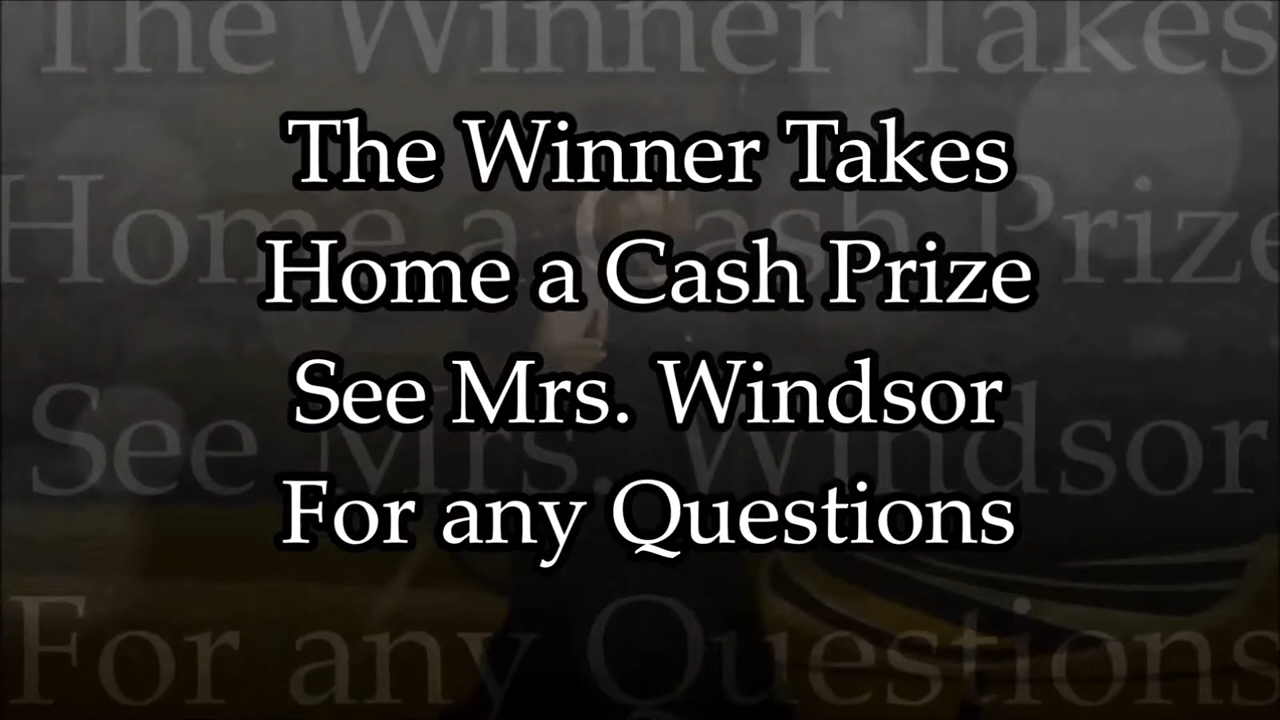 The Winner Takes
Home a Cash Prize
See Mrs. Windsor
For any Questions